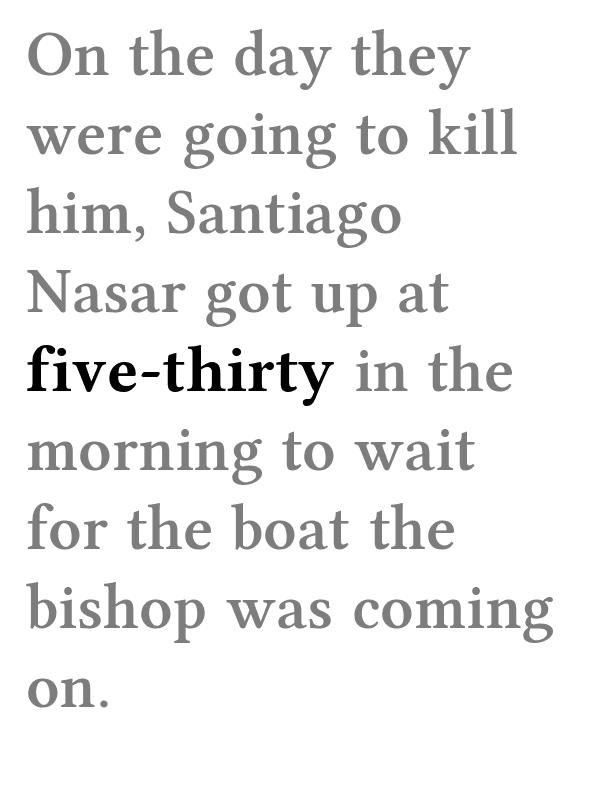 On the day they
were going to kill
him, Santiago
Nasar got up at
five-thirty in the
morning to wait
for the boat the
bishop was coming
on.